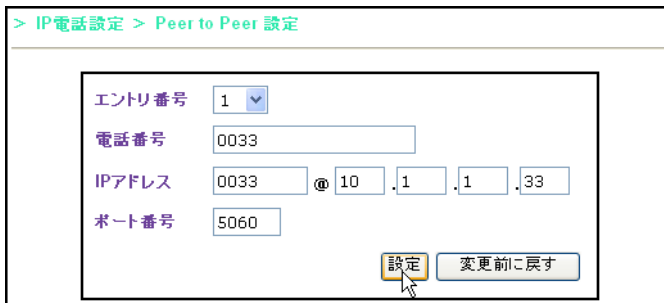 > IP電話設定 > Peer to Peer 設定
エントリ番号 1
電話番号 0033
IPアドレス 0033 @ 10 .1 .1 .33
ポート番号 5060
設定 変更前に戻す